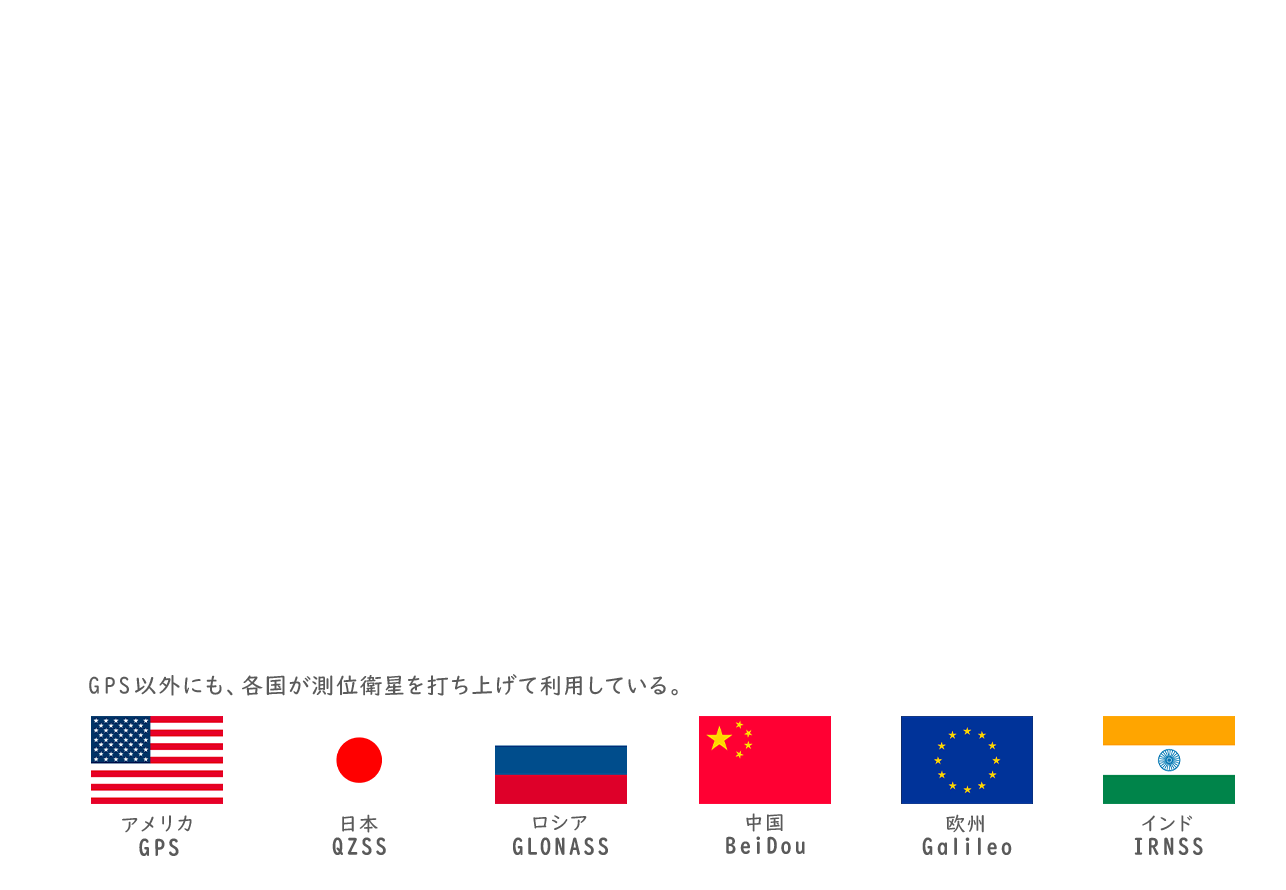 GPS以外にも、各国が測位衛星を打ち上げて利用している。
アメリカ
GPS
日本
QZSS
ロシア
GLONASS
中国
BeiDou
欧州
Galileo
インド
IRNSS